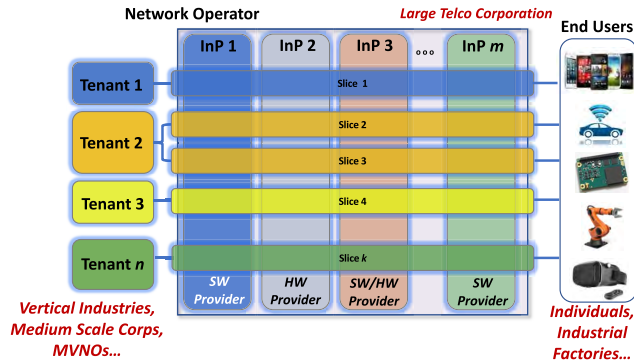 Network Operator
Large Telco Corporation
End Users
InP 1
InP 2
InP 3
ooo
InP m
Tenant 1
Slice 1
Tenant 2
Slice 2
Slice 3
Tenant 3
Slice 4
Tenant n
Slice k
SW
Provider
HW
Provider
SW/HW
Provider
SW
Provider
Vertical Industries,
Medium Scale Corps,
MVNOs...
Individuals,
Industrial
Factories...